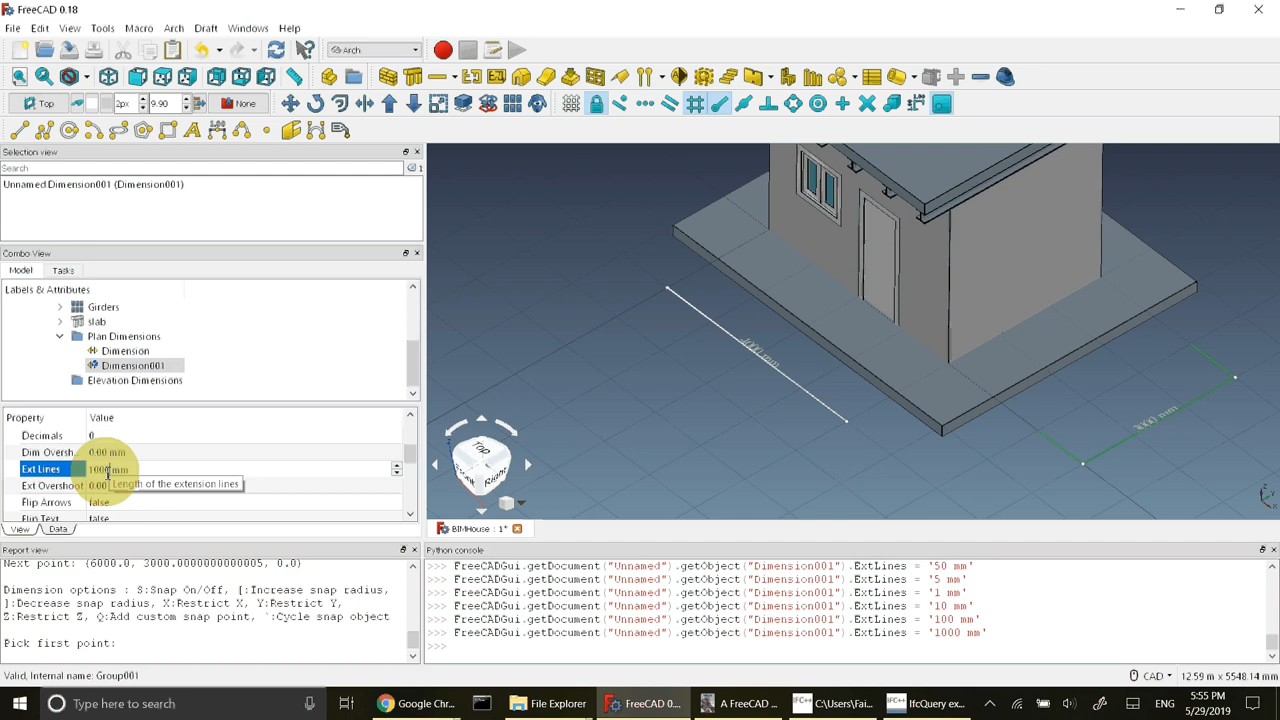 FreeCAD 0.18
File Edit View Tools Macro Arch Draft Windows Help
Arch
Top 2px 9.90 None
Selection view
Search
1
Unnamed Dimension001 (Dimension001)
Combo View
Model Tasks
Labels & Attributes
Girders
slab
Plan Dimensions
Dimension
Dimension001
Elevation Dimensions
Property Value
Decimals 0
Dim Oversh... 0.00 mm
Ext Lines 1000 mm
Ext Overshoot 0.00
Length of the extension lines
Flip Arrows false
Flip Text false
View Data
4000 mm
3000 mm
TOP
FRONT
RIGHT
BIMHouse : 1*
Report view
Next point: (6000.0, 3000.0000000000005, 0.0)
Dimension options : S:Snap On/Off, [:Increase snap radius,
]:Decrease snap radius, X:Restrict X, Y:Restrict Y,
Z:Restrict Z, Q:Add custom snap point, `:Cycle snap object
Pick first point:
Python console
>>> FreeCADGui.getDocument("Unnamed").getObject("Dimension001").ExtLines = '50 mm'
>>> FreeCADGui.getDocument("Unnamed").getObject("Dimension001").ExtLines = '5 mm'
>>> FreeCADGui.getDocument("Unnamed").getObject("Dimension001").ExtLines = '1 mm'
>>> FreeCADGui.getDocument("Unnamed").getObject("Dimension001").ExtLines = '10 mm'
>>> FreeCADGui.getDocument("Unnamed").getObject("Dimension001").ExtLines = '100 mm'
>>> FreeCADGui.getDocument("Unnamed").getObject("Dimension001").ExtLines = '1000 mm'
>>>
Valid, Internal name: Group001
CAD 12.59 m x 5548.14 mm
Type here to search
Google Chr...
File Explorer
FreeCAD 0....
A FreeCAD ...
C:\Users\Fai...
IfcQuery ex...
ENG
5:55 PM
5/29/2019